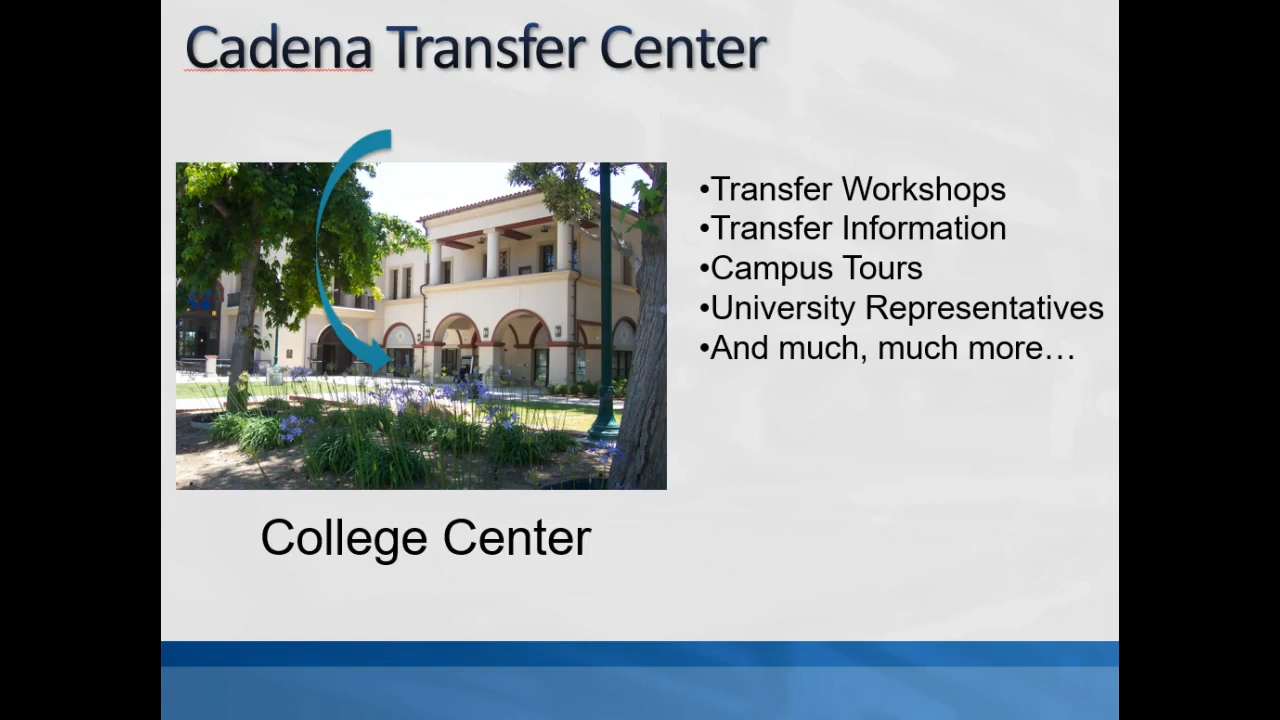 Cadena Transfer Center
•Transfer Workshops
•Transfer Information
•Campus Tours
•University Representatives
•And much, much more…
College Center